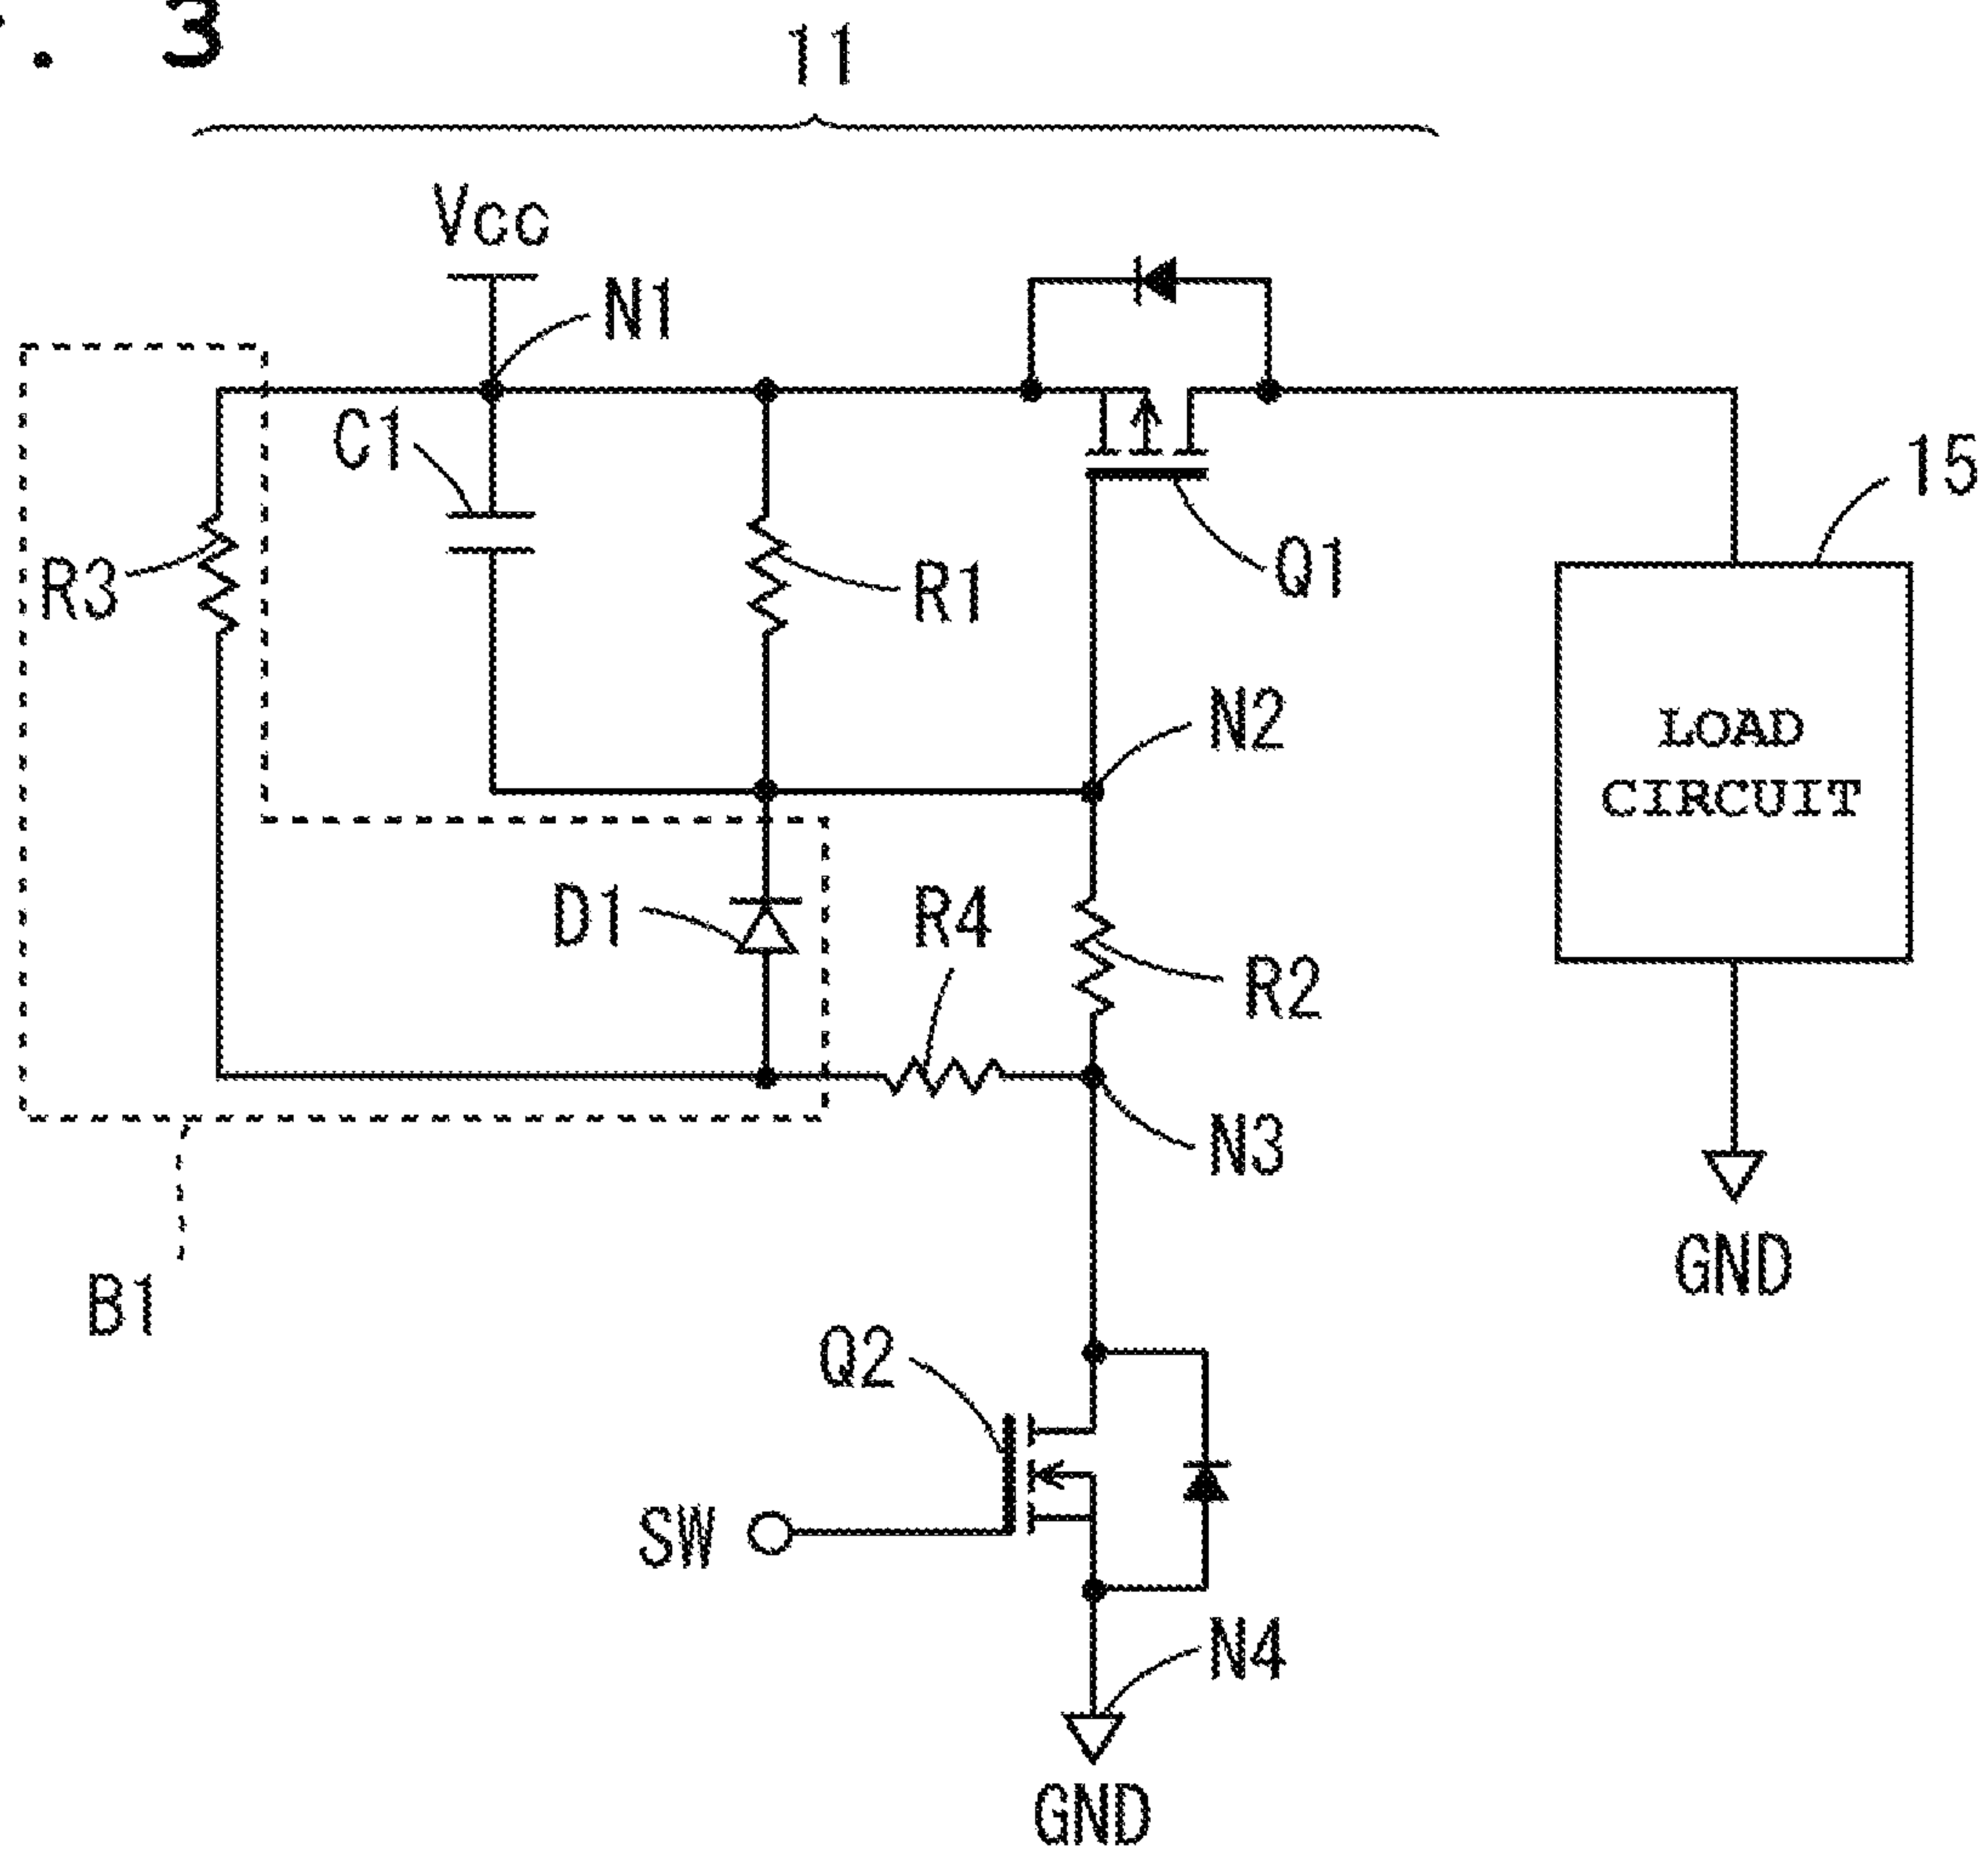 . 3
11
Vcc
N1
C1
R3
R1
Q1
15
N2
LOAD
CIRCUIT
D1
R4
R2
N3
GND
B1
Q2
SW
N4
GND